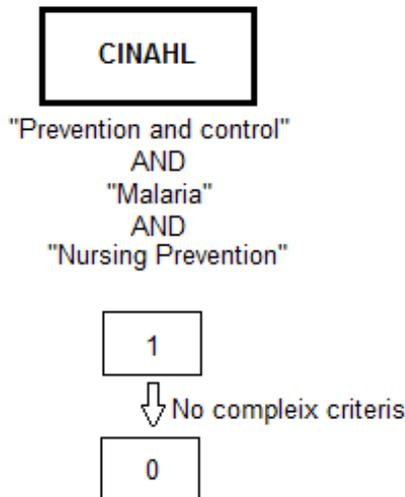 CINAHL
"Prevention and control"
AND
"Malaria"
AND
"Nursing Prevention"
1
No compleix criteris
0